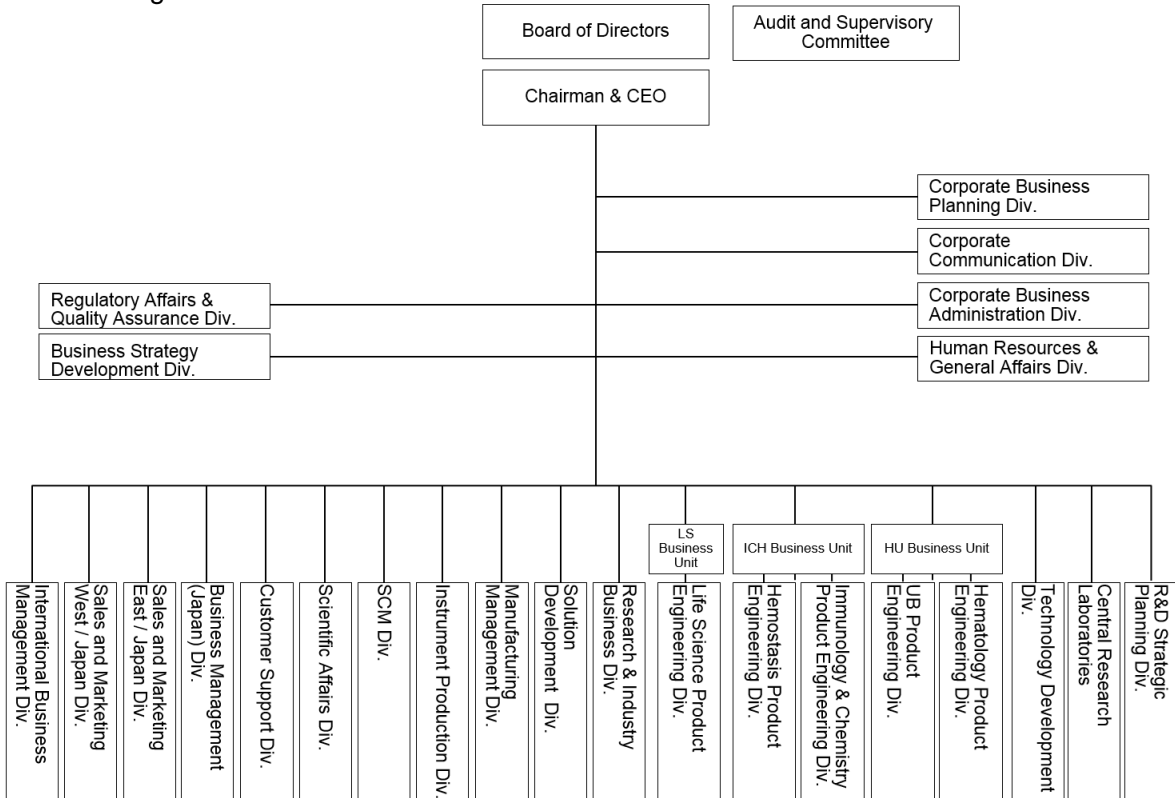 Board of Directors
Audit and Supervisory
Committee
Chairman & CEO
Corporate Business
Planning Div.
Corporate
Communication Div.
Regulatory Affairs &
Quality Assurance Div.
Corporate Business
Administration Div.
Business Strategy
Development Div.
Human Resources &
General Affairs Div.
LS
Business
Unit
ICH Business Unit
HU Business Unit
International Business
Management Div.
Sales and Marketing
West / Japan Div.
Sales and Marketing
East / Japan Div.
Business Management
(Japan) Div.
Customer Support Div.
Scientific Affairs Div.
SCM Div.
Instrument Production Div.
Manufacturing
Management Div.
Solution
Development Div.
Research & Industry
Business Div.
Life Science Product
Engineering Div.
Hemostasis Product
Engineering Div.
Immunology & Chemistry
Product Engineering Div.
UB Product
Engineering Div.
Hematology Product
Engineering Div.
Technology Development
Div.
Central Research
Laboratories
R&D Strategic
Planning Div.